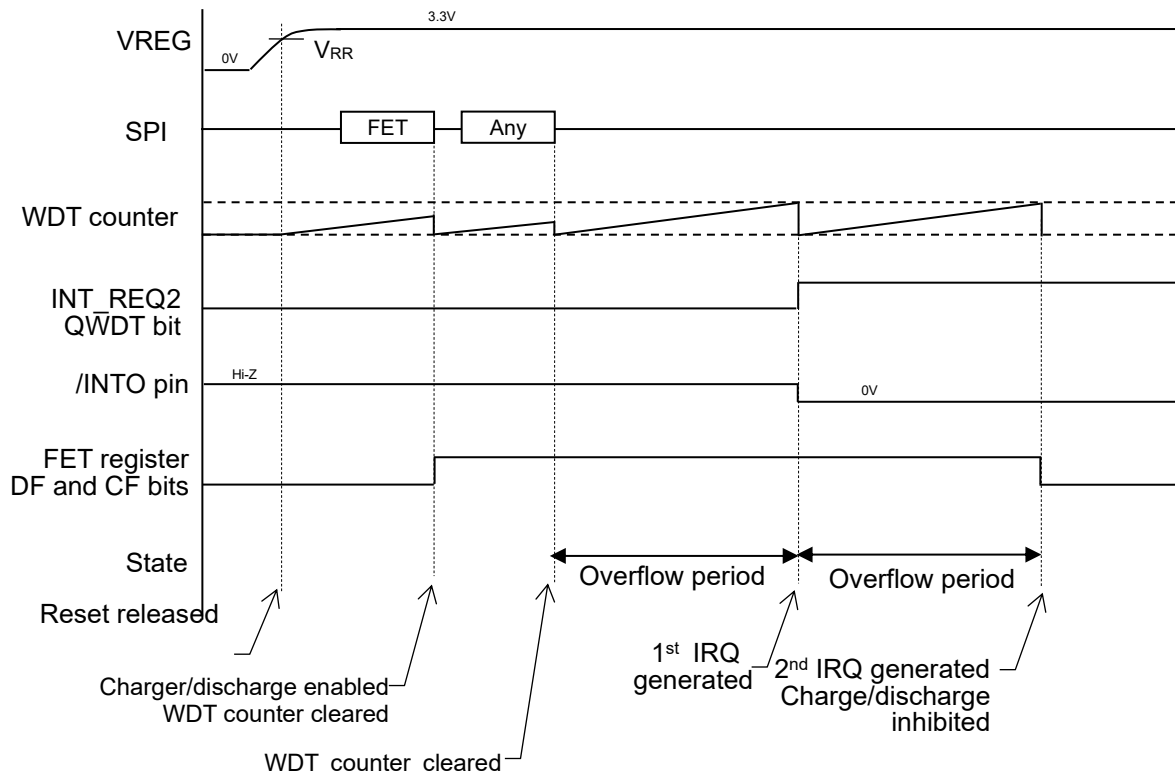 3.3V
VREG
0V
VRR
SPI
FET
Any
WDT counter
INT_REQ2
QWDT bit
/INTO pin
Hi-Z
0V
FET register
DF and CF bits
State
Overflow period
Overflow period
Reset released
1st IRQ
generated
2nd IRQ generated
Charge/discharge
inhibited
Charger/discharge enabled
WDT counter cleared
WDT counter cleared